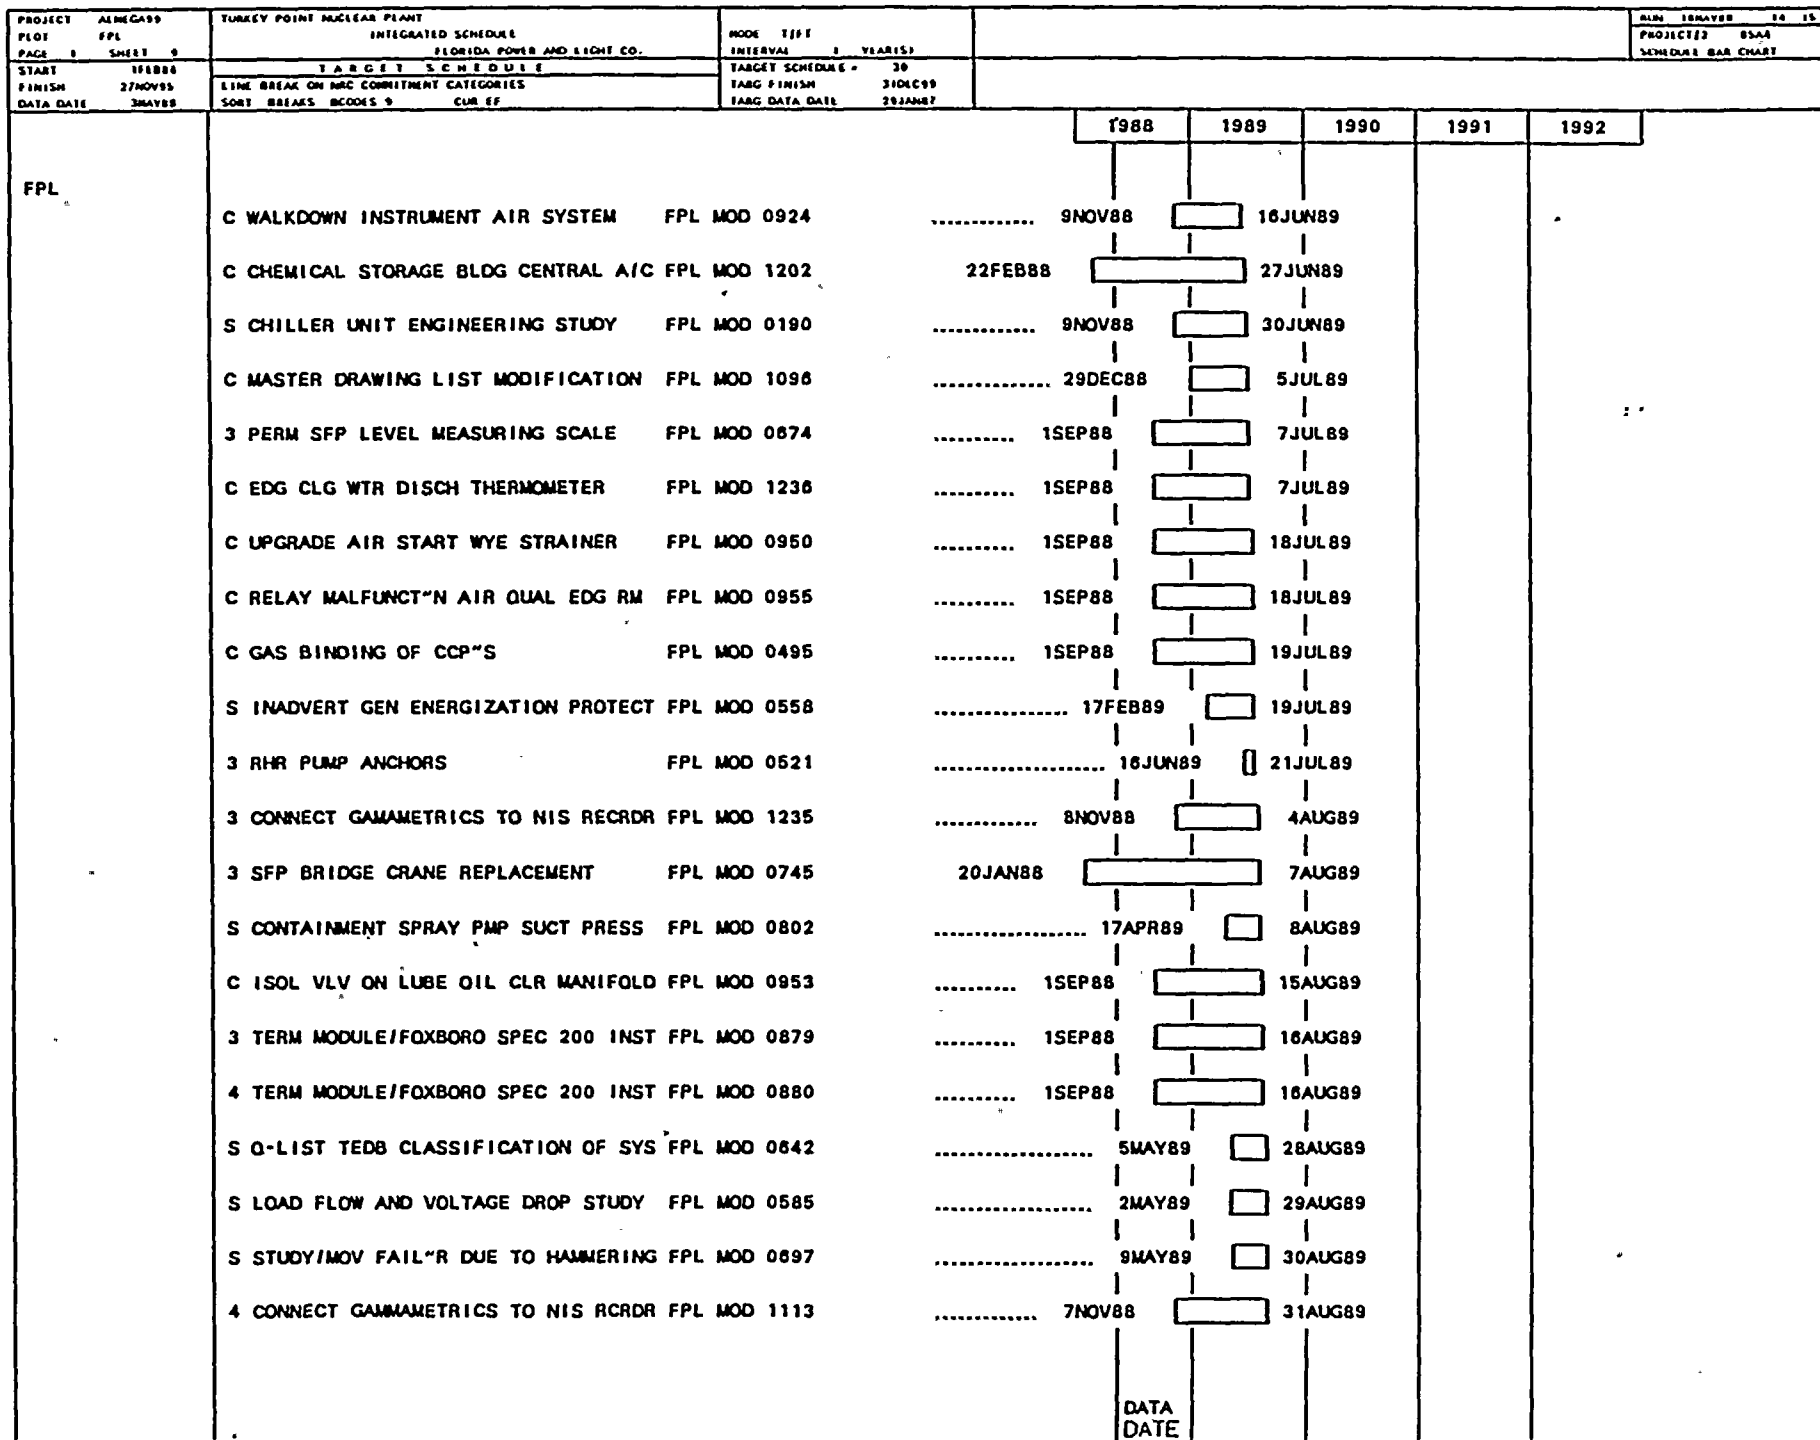 PROJECT
TURKEY POINT NUCLEAR PLANT
PLOT FPL
INTEGRATED SCHEDULE
FLORIDA POWER AND LIGHT CO.
PAGE SHEET 9
MODE
INTERVAL 1 YEAR(S)
PROJECT/2
SCHEDULE BAR CHART
START
TARGET SCHEDULE
TARGET SCHEDULE = 30
FINISH 27NOV95
LINE BREAK ON NRC COMMITMENT CATEGORIES
TARG FINISH 31DEC99
DATA DATE 3MAY88
SORT BREAKS BCODES 9 CUR EF
TARG DATA DATE 29JAN87
1988 1989 1990 1991 1992
FPL
C WALKDOWN INSTRUMENT AIR SYSTEM FPL MOD 0924 ............. 9NOV88 16JUN89
C CHEMICAL STORAGE BLDG CENTRAL A/C FPL MOD 1202 22FEB88 27JUN89
S CHILLER UNIT ENGINEERING STUDY FPL MOD 0190 ............. 9NOV88 30JUN89
C MASTER DRAWING LIST MODIFICATION FPL MOD 1096 ............... 29DEC88 5JUL89
3 PERM SFP LEVEL MEASURING SCALE FPL MOD 0674 .......... 1SEP88 7JUL89
C EDG CLG WTR DISCH THERMOMETER FPL MOD 1236 .......... 1SEP88 7JUL89
C UPGRADE AIR START WYE STRAINER FPL MOD 0950 .......... 1SEP88 18JUL89
C RELAY MALFUNCT"N AIR QUAL EDG RM FPL MOD 0955 .......... 1SEP88 18JUL89
C GAS BINDING OF CCP"S FPL MOD 0495 .......... 1SEP88 19JUL89
S INADVERT GEN ENERGIZATION PROTECT FPL MOD 0558 ................. 17FEB89 19JUL89
3 RHR PUMP ANCHORS FPL MOD 0521 ...................... 16JUN89 21JUL89
3 CONNECT GAMAMETRICS TO NIS RECRDR FPL MOD 1235 ............. 8NOV88 4AUG89
3 SFP BRIDGE CRANE REPLACEMENT FPL MOD 0745 20JAN88 7AUG89
S CONTAINMENT SPRAY PMP SUCT PRESS FPL MOD 0802 ................... 17APR89 8AUG89
C ISOL VLV ON LUBE OIL CLR MANIFOLD FPL MOD 0953 .......... 1SEP88 15AUG89
3 TERM MODULE/FOXBORO SPEC 200 INST FPL MOD 0879 .......... 1SEP88 16AUG89
4 TERM MODULE/FOXBORO SPEC 200 INST FPL MOD 0880 .......... 1SEP88 16AUG89
S Q-LIST TEDB CLASSIFICATION OF SYS FPL MOD 0642 .................... 5MAY89 28AUG89
S LOAD FLOW AND VOLTAGE DROP STUDY FPL MOD 0585 .................... 2MAY89 29AUG89
S STUDY/MOV FAIL"R DUE TO HAMMERING FPL MOD 0697 .................... 9MAY89 30AUG89
4 CONNECT GAMMAMETRICS TO NIS RCRDR FPL MOD 1113 ............. 7NOV88 31AUG89
DATA
DATE